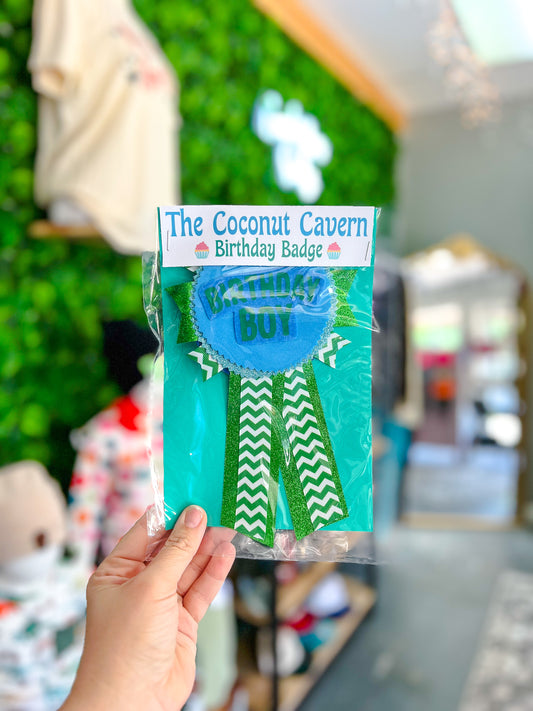 The Coconut Cavern
Birthday Badge
BIRTHDAY
BOY